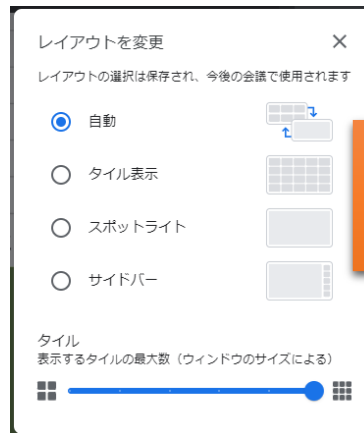 レイアウトを変更
レイアウトの選択は保存され、今後の会議で使用されます
自動
タイル表示
スポットライト
サイドバー
タイル
表示するタイルの最大数（ウィンドウのサイズによる）